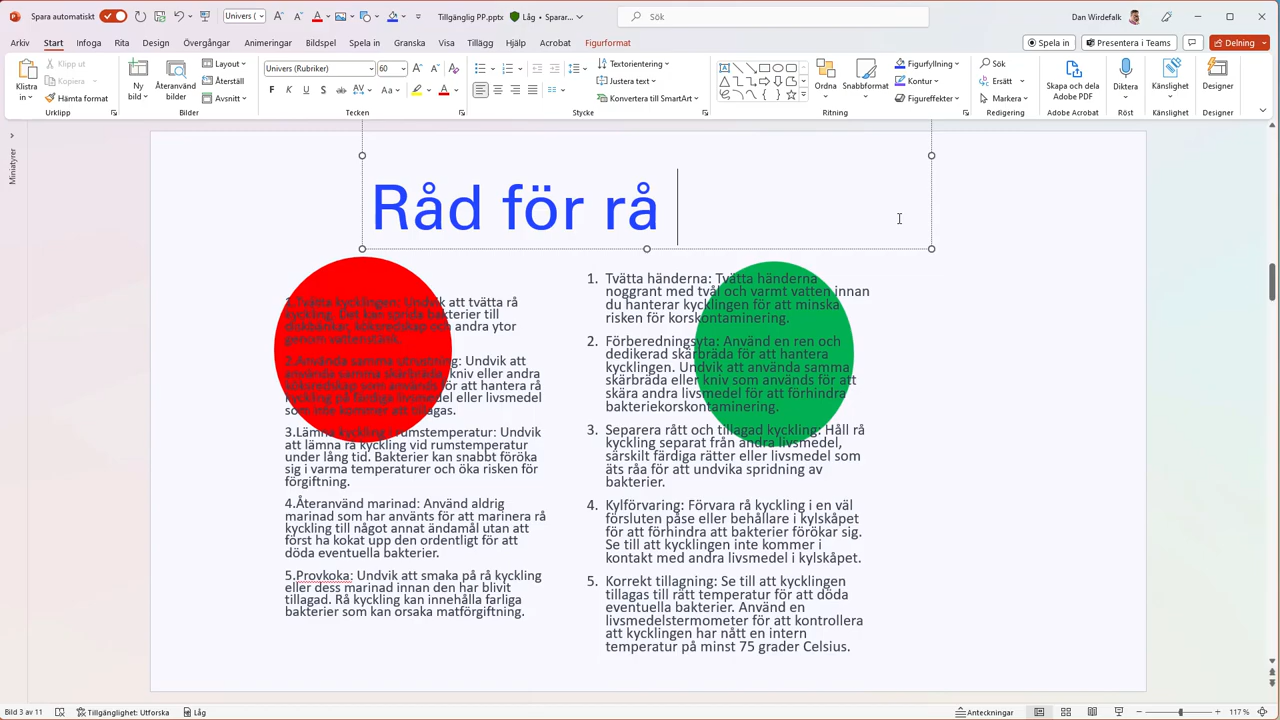 Spara automatiskt
Univers (
Tillgänglig PP.pptx
Låg • Sparar...
Sök
Dan Wirdefalk
Arkiv Start Infoga Rita Design Övergångar Animeringar Bildspel Spela in Granska Visa Tillägg Hjälp Acrobat Figurformat
Spela in
Presentera i Teams
Delning
Klistra in
Klipp ut
Kopiera
Hämta format
Urklipp
Ny bild
Återanvänd bilder
Layout
Återställ
Avsnitt
Bilder
Univers (Rubriker)
60
F K U S ab AV Aa A A
Tecken
Textorientering
Justera text
Konvertera till SmartArt
Stycke
Ordna
Snabbformat
Figurfyllning
Kontur
Figureffekter
Ritning
Sök
Ersätt
Markera
Redigering
Skapa och dela Adobe PDF
Adobe Acrobat
Diktera
Röst
Känslighet
Känslighet
Designer
Designer
Miniatyrer
Råd för rå
1.Tvätta kycklingen: Undvik att tvätta rå
kyckling. Det kan sprida bakterier till
diskbänkar, köksredskap och andra ytor
genom vattenstänk.
2.Använda samma utrustning: Undvik att
använda samma skärbräda, kniv eller andra
köksredskap som används för att hantera rå
kyckling på färdiga livsmedel eller livsmedel
som inte kommer att tillagas.
3.Lämna kyckling i rumstemperatur: Undvik
att lämna rå kyckling vid rumstemperatur
under lång tid. Bakterier kan snabbt föröka
sig i varma temperaturer och öka risken för
förgiftning.
4.Återanvänd marinad: Använd aldrig
marinad som har använts för att marinera rå
kyckling till något annat ändamål utan att
först ha kokat upp den ordentligt för att
döda eventuella bakterier.
5.Provkoka: Undvik att smaka på rå kyckling
eller dess marinad innan den har blivit
tillagad. Rå kyckling kan innehålla farliga
bakterier som kan orsaka matförgiftning.
1. Tvätta händerna: Tvätta händerna
noggrant med tvål och varmt vatten innan
du hanterar kycklingen för att minska
risken för korskontaminering.
2. Förberedningsyta: Använd en ren och
dedikerad skärbräda för att hantera
kycklingen. Undvik att använda samma
skärbräda eller kniv som används för att
skära andra livsmedel för att förhindra
bakteriekorskontaminering.
3. Separera rått och tillagad kyckling: Håll rå
kyckling separat från andra livsmedel,
särskilt färdiga rätter eller livsmedel som
äts råa för att undvika spridning av
bakterier.
4. Kylförvaring: Förvara rå kyckling i en väl
försluten påse eller behållare i kylskåpet
för att förhindra att bakterier förökar sig.
Se till att kycklingen inte kommer i
kontakt med andra livsmedel i kylskåpet.
5. Korrekt tillagning: Se till att kycklingen
tillagas till rätt temperatur för att döda
eventuella bakterier. Använd en
livsmedelstermometer för att kontrollera
att kycklingen har nått en intern
temperatur på minst 75 grader Celsius.
Bild 3 av 11
Tillgänglighet: Utforska
Låg
Anteckningar
117 %